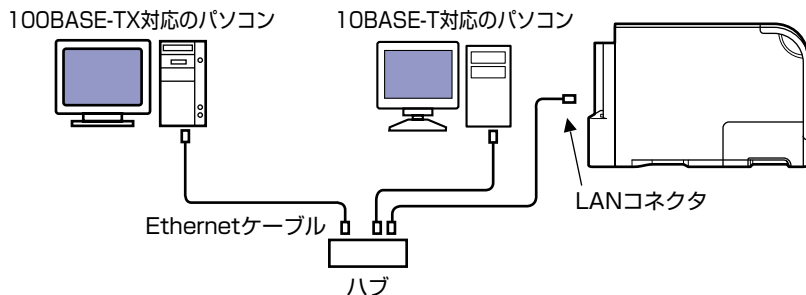 100BASE-TX対応のパソコン
10BASE-T対応のパソコン
LANコネクタ
Ethernetケーブル
ハブ